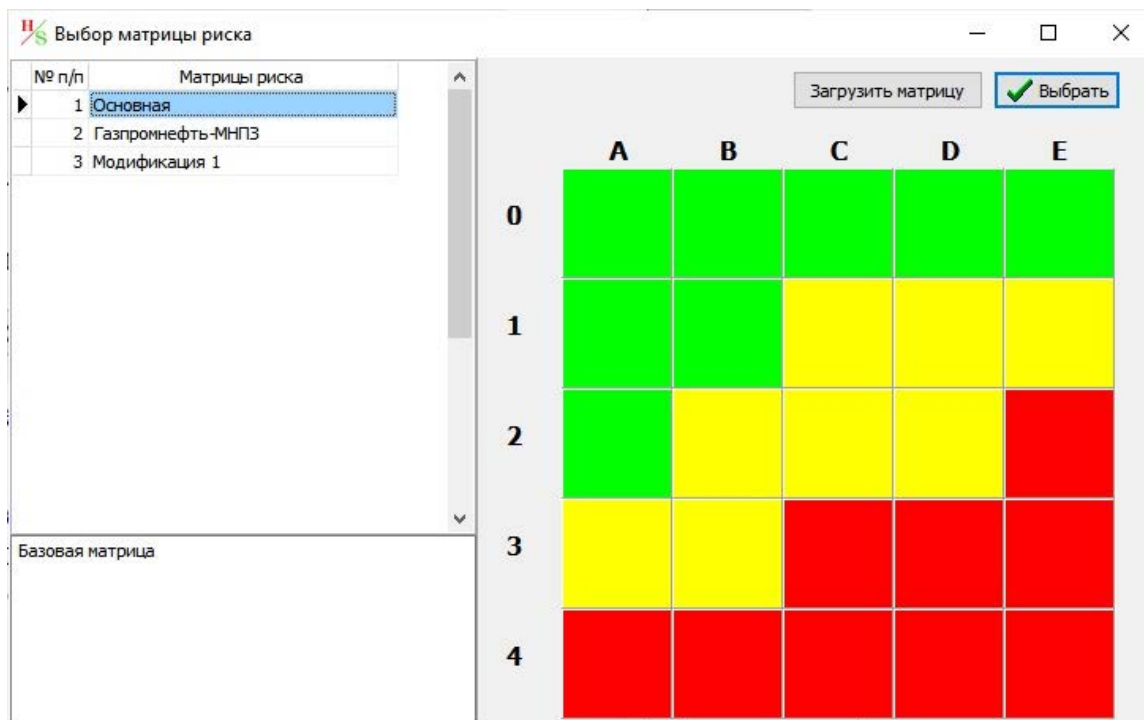 H/S Выбор матрицы риска
№ п/п Матрицы риска
1 Основная
2 Газпромнефть-МНПЗ
3 Модификация 1
Базовая матрица
Загрузить матрицу Выбрать
A B C D E
0
1
2
3
4